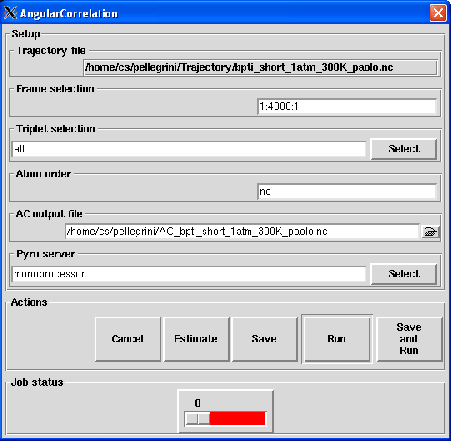 AngularCorrelation
Setup
Trajectory file
/home/cs/pellegrini/Trajectory/bpti_short_1atm_300K_paolo.nc
Frame selection
1:4000:1
Triplet selection
all
Select
Atom order
no
AC output file
/home/cs/pellegrini/AC_bpti_short_1atm_300K_paolo.nc
Pyro server
monoprocessor
Select
Actions
Cancel
Estimate
Save
Run
Save
and
Run
Job status
0